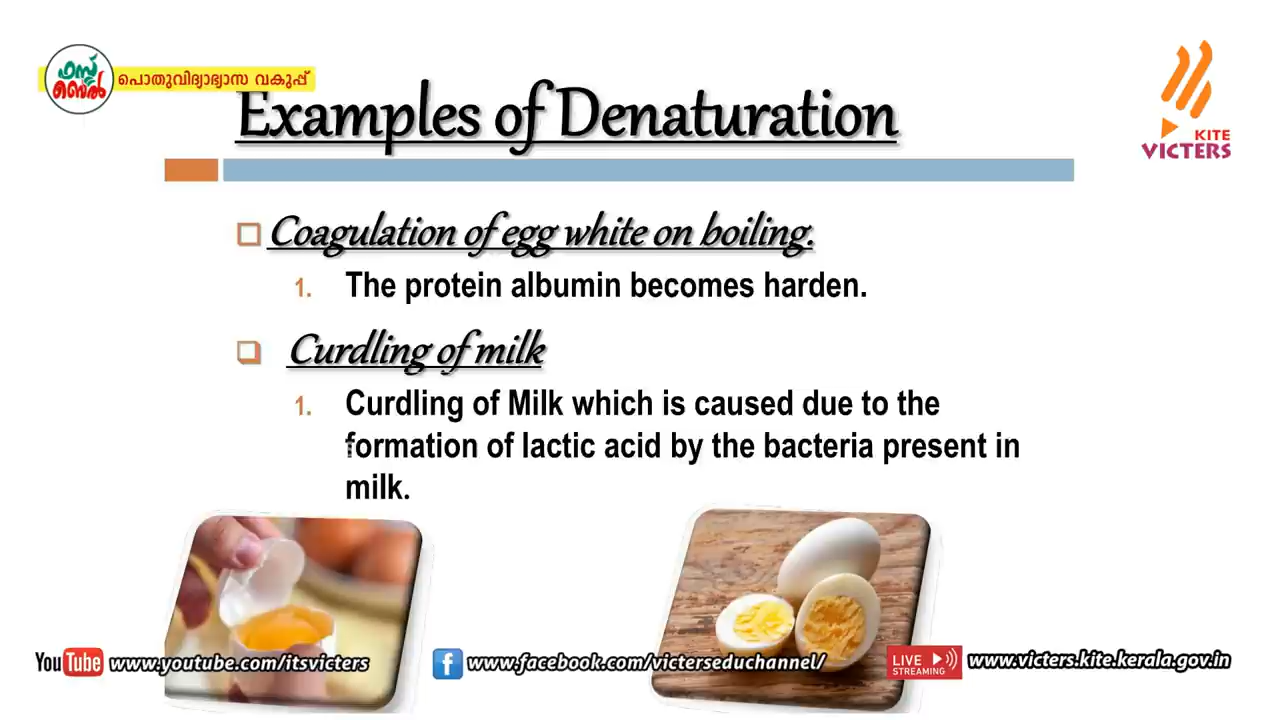 ഫസ്റ്റ്
ബെൽ
പൊതുവിദ്യാഭ്യാസ വകുപ്പ്
KITE
VICTERS
Examples of Denaturation
Coagulation of egg white on boiling.
1. The protein albumin becomes harden.
Curdling of milk
1. Curdling of Milk which is caused due to the
formation of lactic acid by the bacteria present in
milk.
YouTube www.youtube.com/itsvicters
f www.facebook.com/victerseduchannel/
LIVE
STREAMING
www.victers.kite.kerala.gov.in